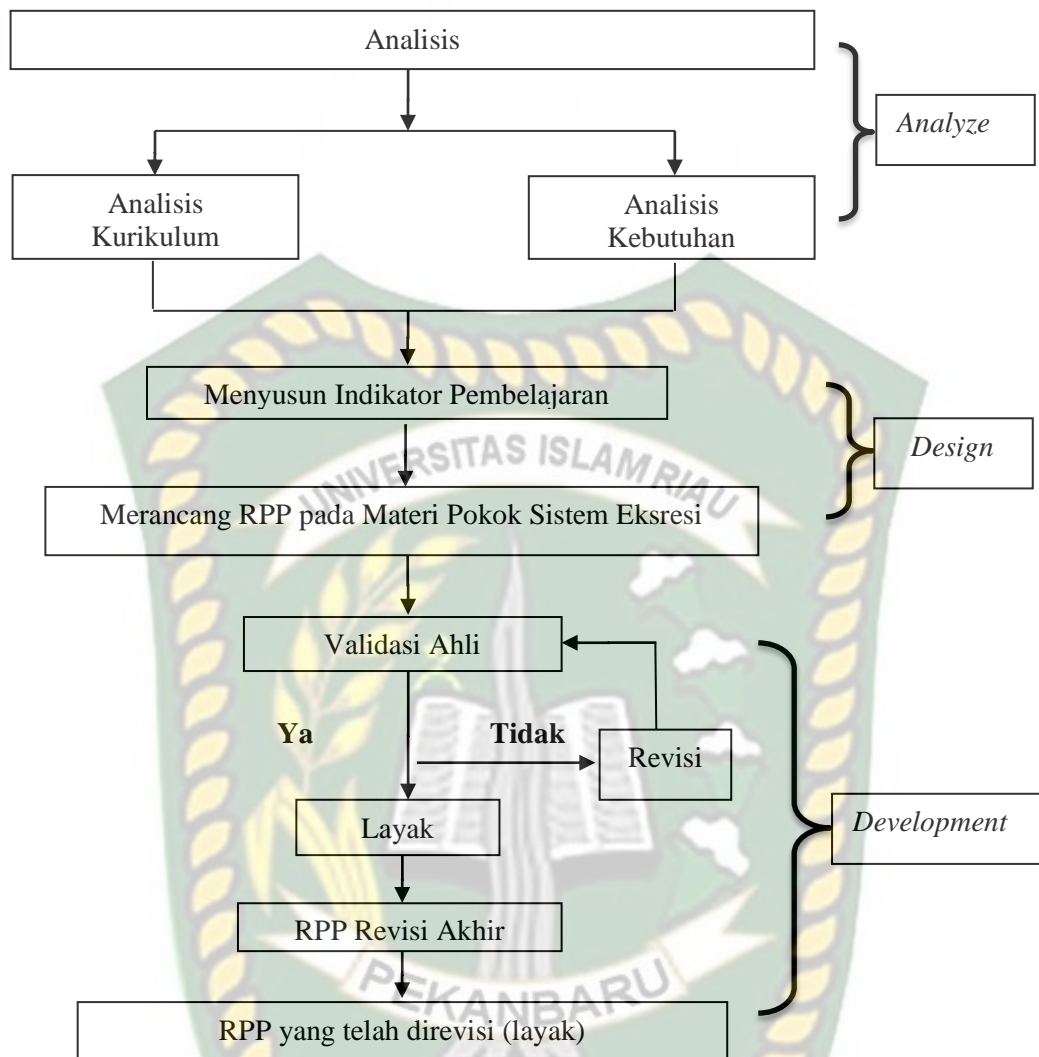 Analisis
Analyze
Analisis
Kurikulum
Analisis
Kebutuhan
Menyusun Indikator Pembelajaran
Design
UNIVERSITAS ISLAM RIAU
Merancang RPP pada Materi Pokok Sistem Eksresi
Validasi Ahli
Ya
Tidak
Revisi
Layak
Development
RPP Revisi Akhir
PEKANBARU
RPP yang telah direvisi (layak)